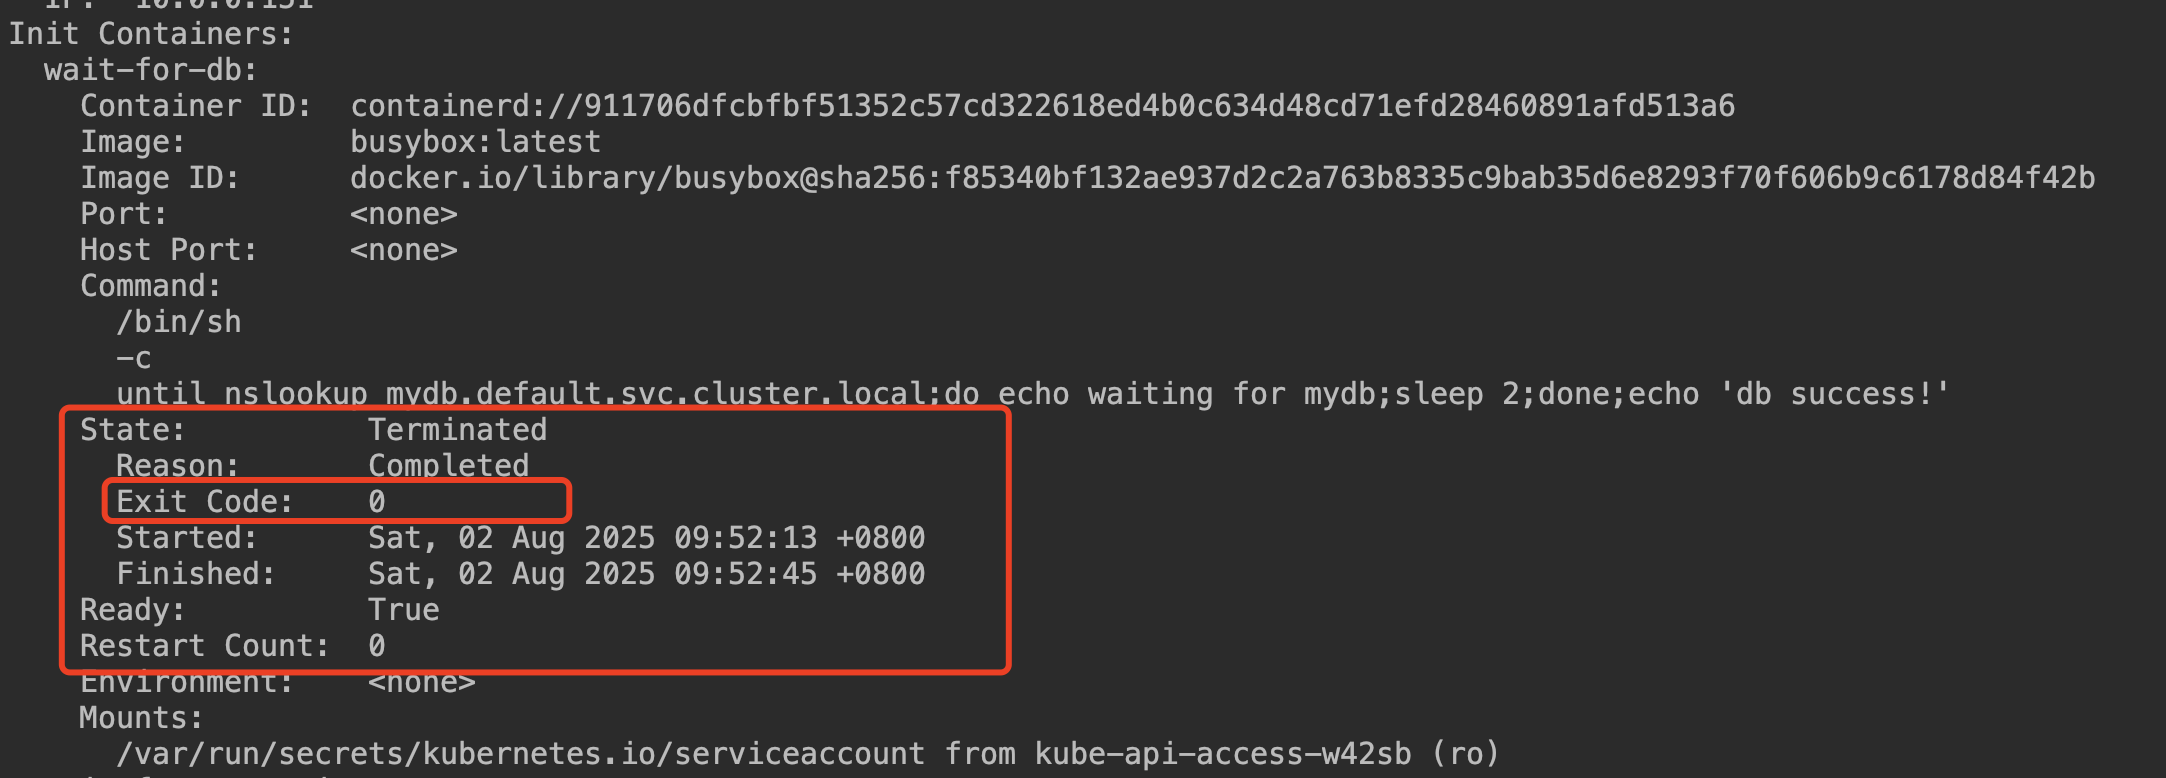 IP:  10.0.0.131
Init Containers:
  wait-for-db:
    Container ID:  containerd://911706dfcbfbf51352c57cd322618ed4b0c634d48cd71efd28460891afd513a6
    Image:         busybox:latest
    Image ID:      docker.io/library/busybox@sha256:f85340bf132ae937d2c2a763b8335c9bab35d6e8293f70f606b9c6178d84f42b
    Port:          <none>
    Host Port:     <none>
    Command:
      /bin/sh
      -c
      until nslookup mydb.default.svc.cluster.local;do echo waiting for mydb;sleep 2;done;echo 'db success!'
    State:          Terminated
      Reason:       Completed
      Exit Code:    0
      Started:      Sat, 02 Aug 2025 09:52:13 +0800
      Finished:     Sat, 02 Aug 2025 09:52:45 +0800
    Ready:          True
    Restart Count:  0
    Environment:    <none>
    Mounts:
      /var/run/secrets/kubernetes.io/serviceaccount from kube-api-access-w42sb (ro)